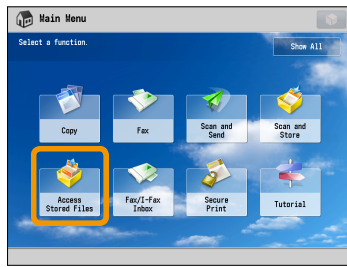 Main Menu
Select a function.
Show All
Copy
Fax
Scan and
Send
Scan and
Store
Access
Stored Files
Fax/I-Fax
Inbox
Secure
Print
Tutorial